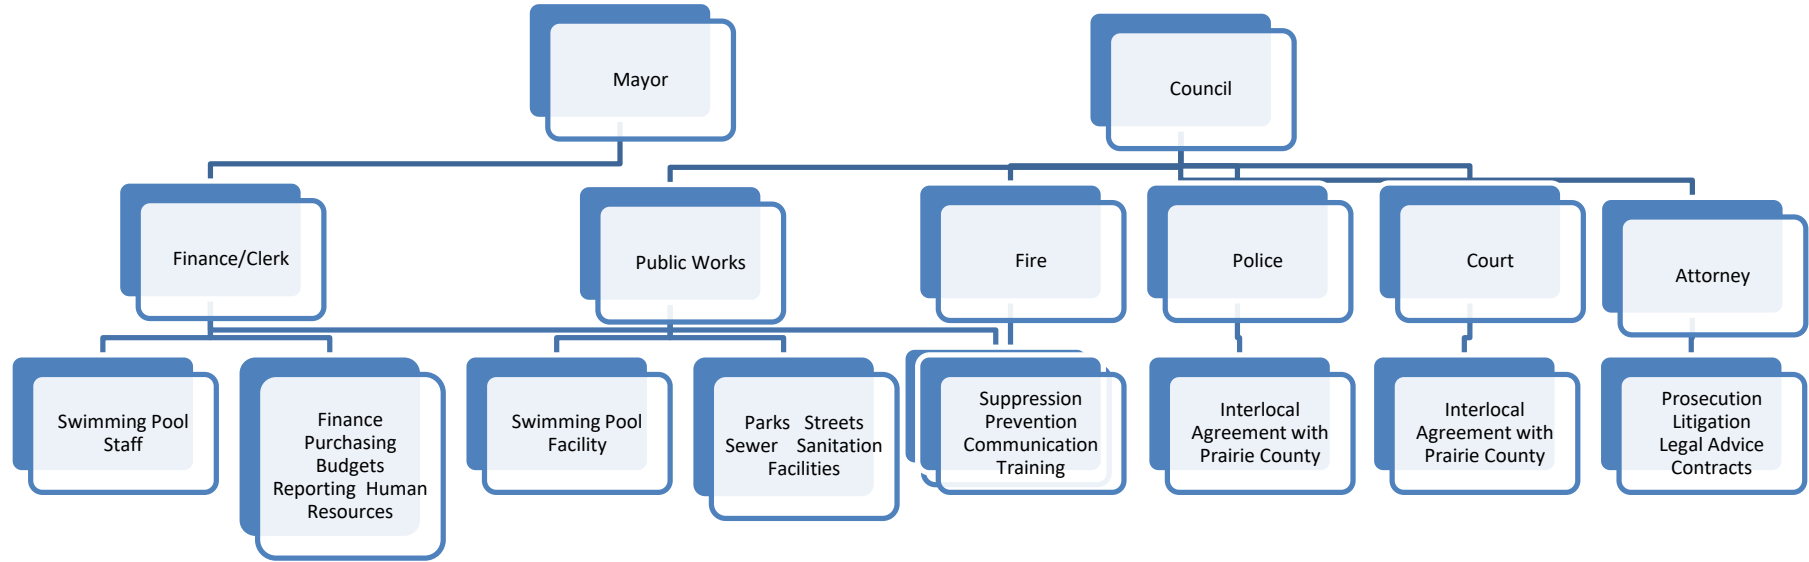 Mayor
Council
Finance/Clerk
Public Works
Fire
Police
Court
Attorney
Swimming Pool
Staff
Finance
Purchasing
Budgets
Reporting Human
Resources
Swimming Pool
Facility
Parks Streets
Sewer Sanitation
Facilities
Suppression
Prevention
Communication
Training
Interlocal
Agreement with
Prairie County
Interlocal
Agreement with
Prairie County
Prosecution
Litigation
Legal Advice
Contracts